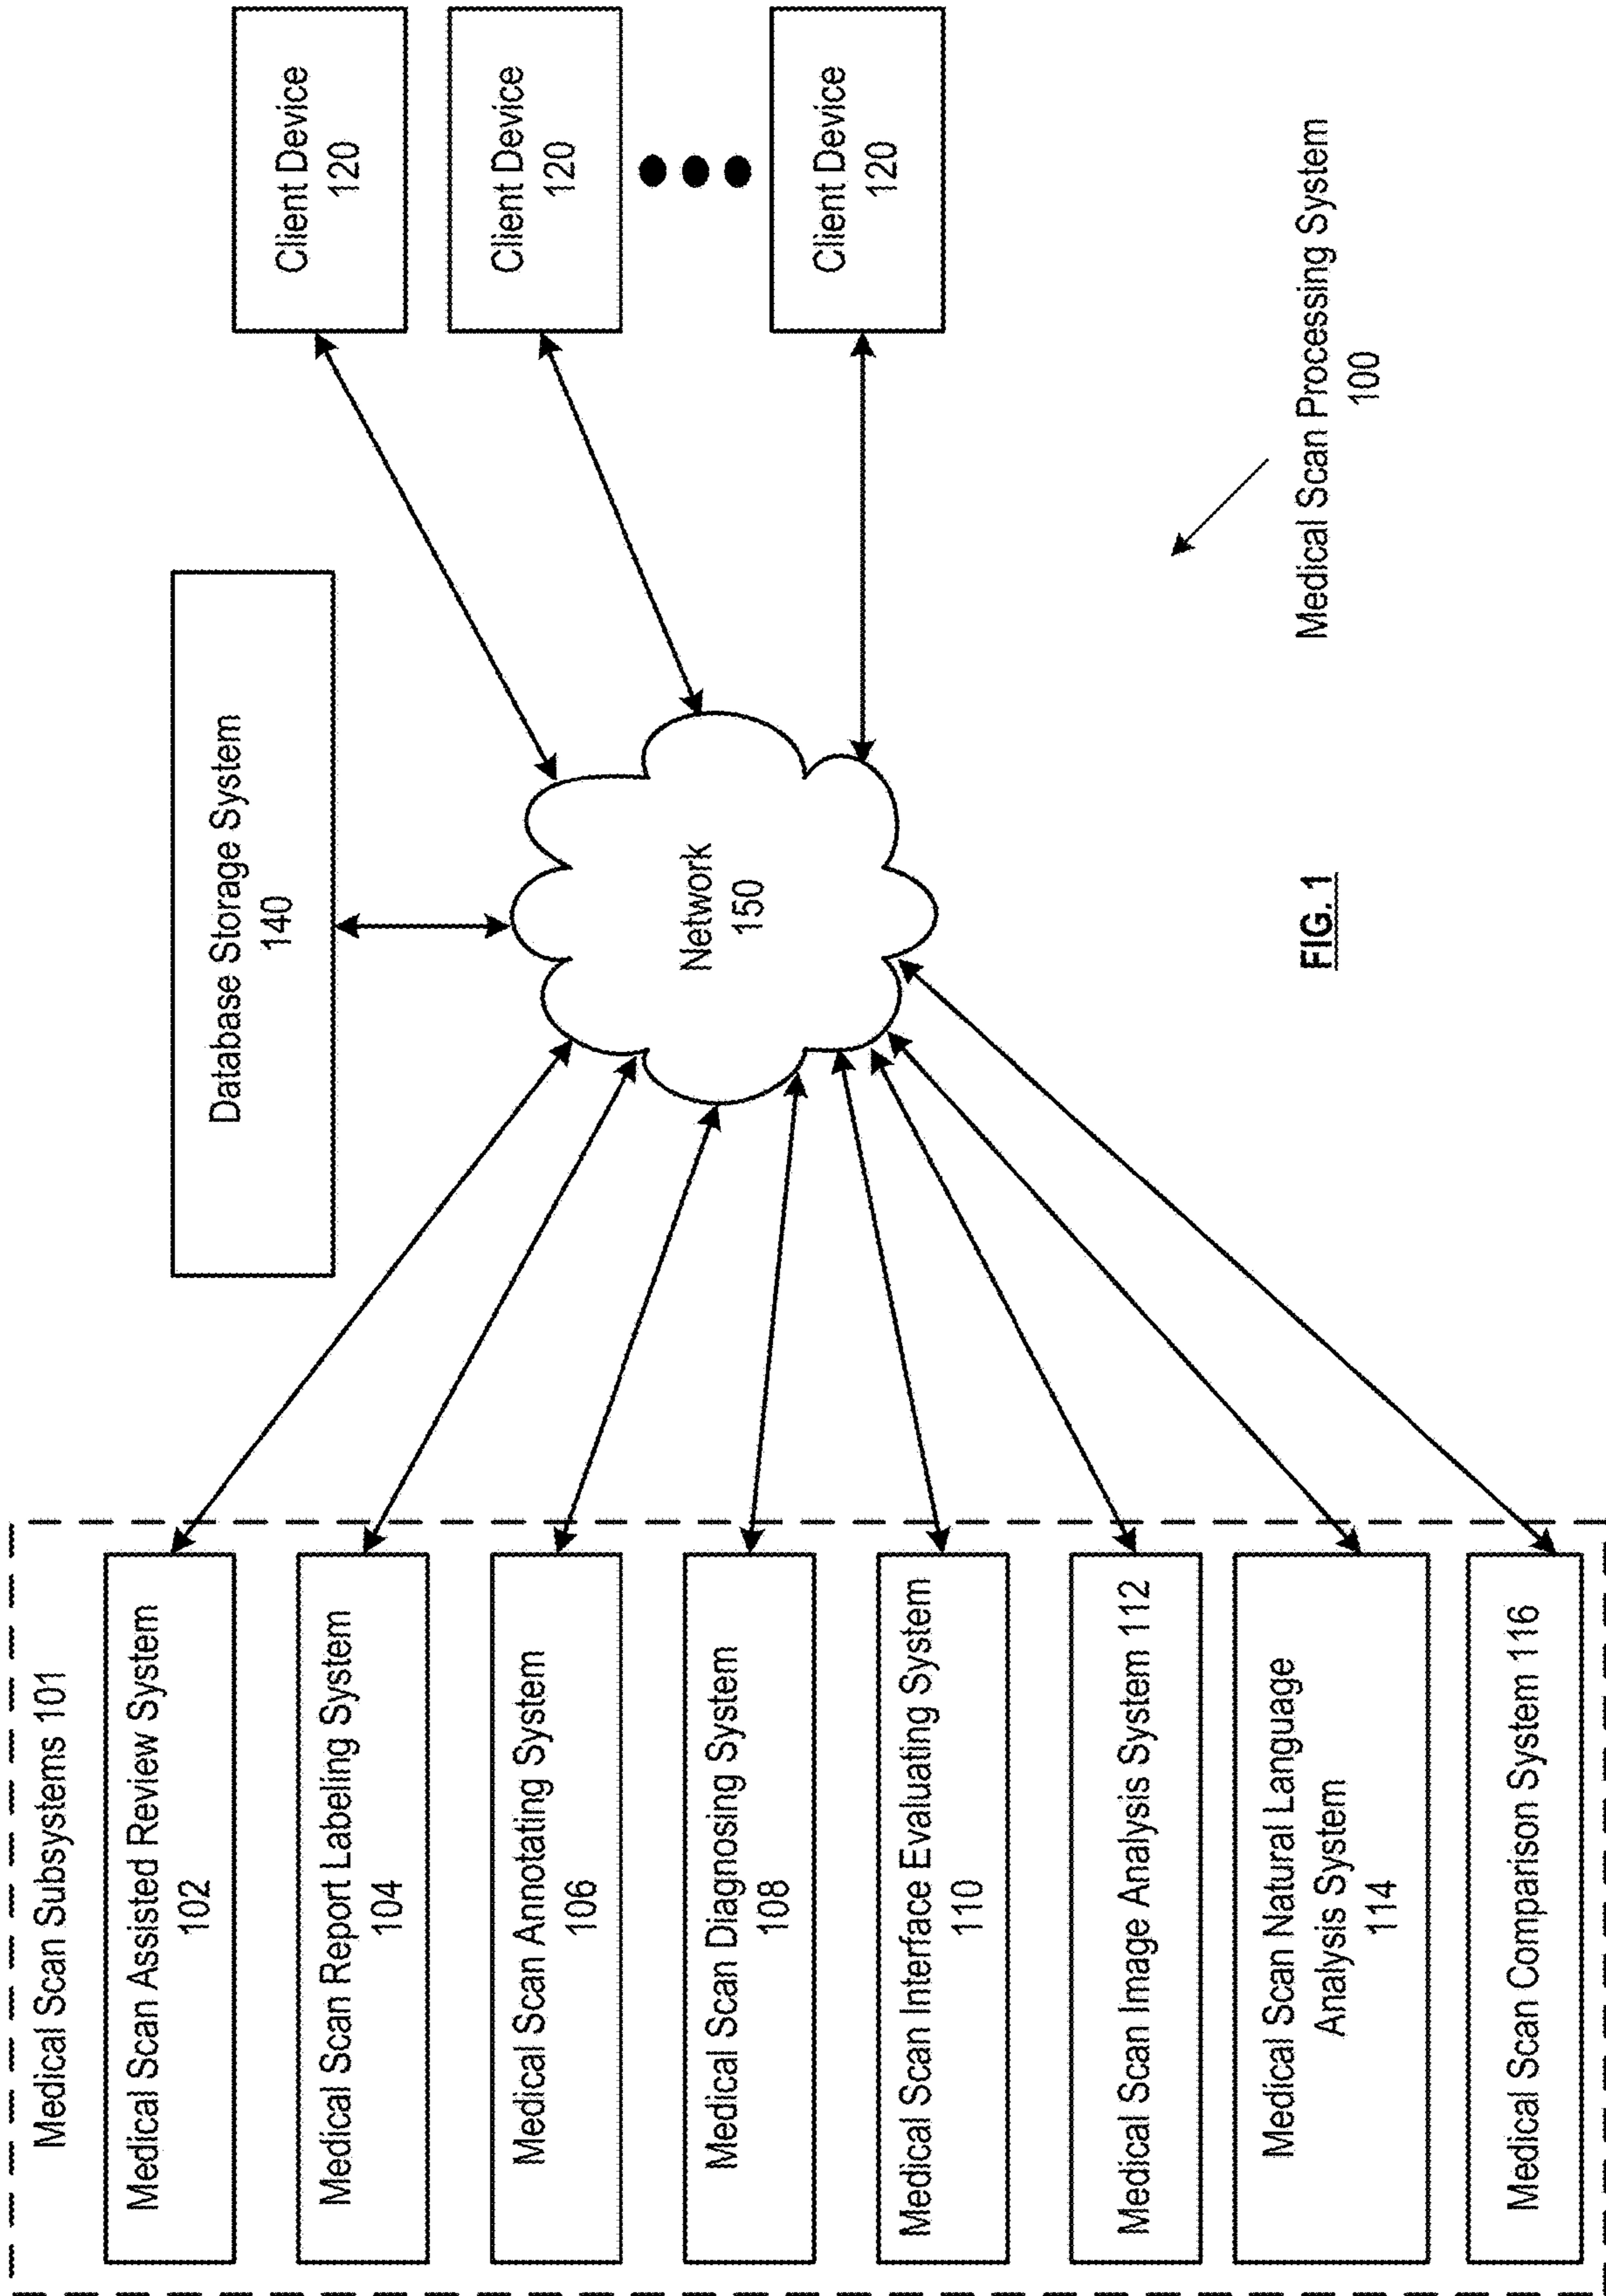 Medical Scan Subsystems 101
Medical Scan Assisted Review System
102
Medical Scan Report Labeling System
104
Medical Scan Annotating System
106
Medical Scan Diagnosing System
108
Medical Scan Interface Evaluating System
110
Medical Scan Image Analysis System 112
Medical Scan Natural Language
Analysis System
114
Medical Scan Comparison System 116
Database Storage System
140
Network
150
Client Device
120
Client Device
120
Client Device
120
Medical Scan Processing System
100
FIG. 1